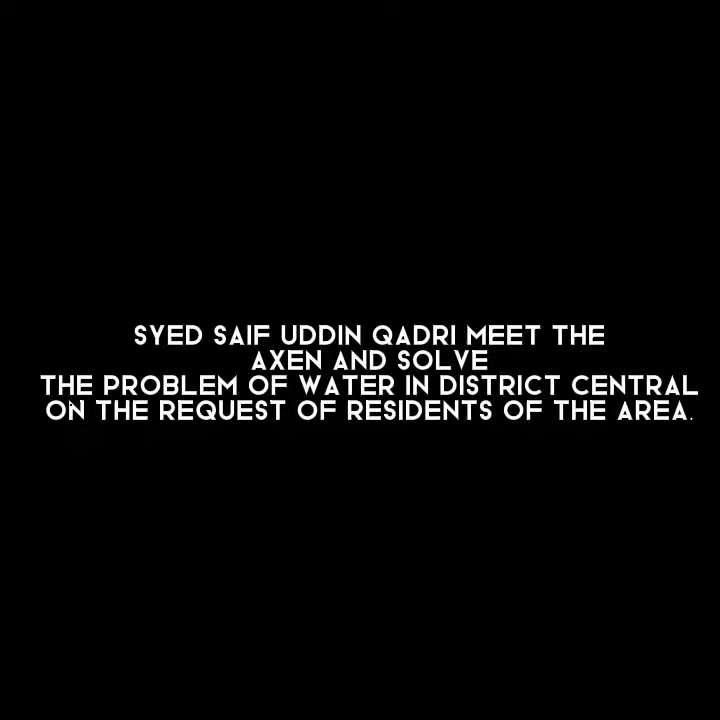 SYED SAIF UDDIN QADRI MEET THE
AXEN AND SOLVE
THE PROBLEM OF WATER IN DISTRICT CENTRAL
ON THE REQUEST OF RESIDENTS OF THE AREA.